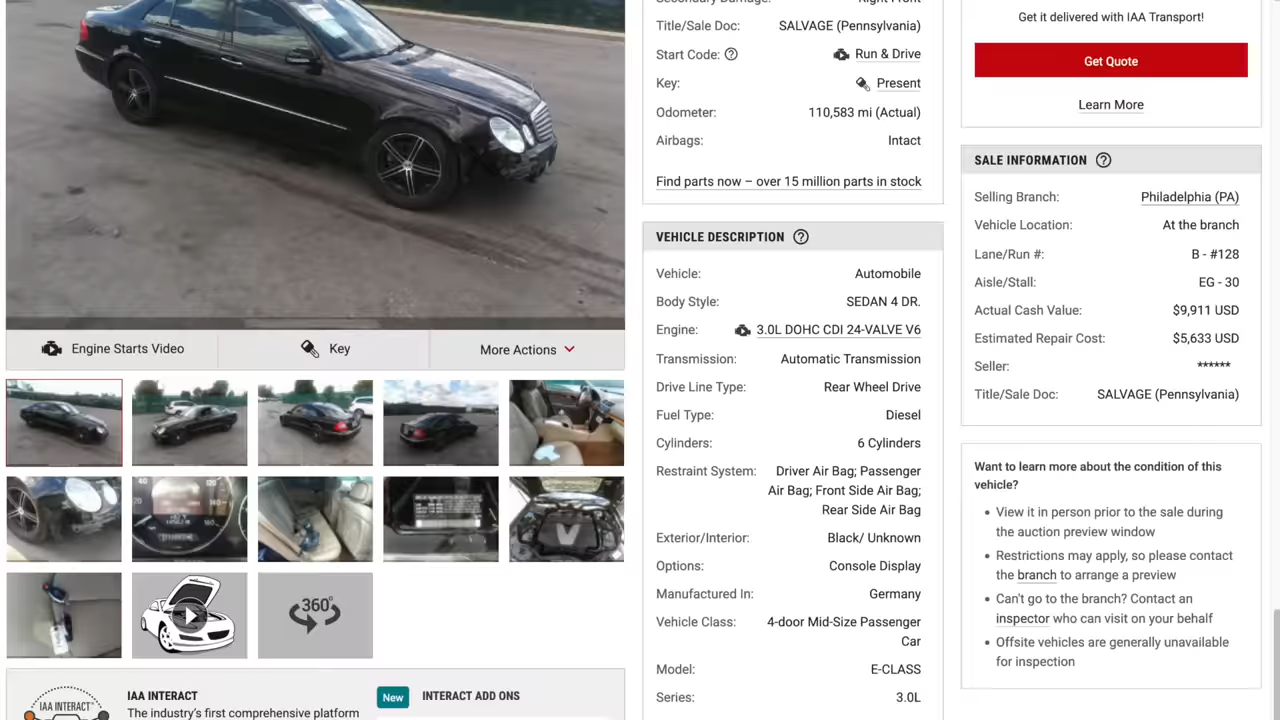 Right Front
Title/Sale Doc: SALVAGE (Pennsylvania)
Start Code: Run & Drive
Key: Present
Odometer: 110,583 mi (Actual)
Airbags: Intact
Find parts now – over 15 million parts in stock
VEHICLE DESCRIPTION
Vehicle: Automobile
Body Style: SEDAN 4 DR.
Engine: 3.0L DOHC CDI 24-VALVE V6
Transmission: Automatic Transmission
Drive Line Type: Rear Wheel Drive
Fuel Type: Diesel
Cylinders: 6 Cylinders
Restraint System: Driver Air Bag; Passenger
Air Bag; Front Side Air Bag;
Rear Side Air Bag
Exterior/Interior: Black/ Unknown
Options: Console Display
Manufactured In: Germany
Vehicle Class: 4-door Mid-Size Passenger
Car
Model: E-CLASS
Series: 3.0L
Get it delivered with IAA Transport!
Get Quote
Learn More
SALE INFORMATION
Selling Branch: Philadelphia (PA)
Vehicle Location: At the branch
Lane/Run #: B - #128
Aisle/Stall: EG - 30
Actual Cash Value: $9,911 USD
Estimated Repair Cost: $5,633 USD
Seller: ******
Title/Sale Doc: SALVAGE (Pennsylvania)
Want to learn more about the condition of this
vehicle?
View it in person prior to the sale during
the auction preview window
Restrictions may apply, so please contact
the branch to arrange a preview
Can't go to the branch? Contact an
inspector who can visit on your behalf
Offsite vehicles are generally unavailable
for inspection
Engine Starts Video
Key
More Actions
360°
IAA INTERACT
IAA INTERACT
The industry's first comprehensive platform
New INTERACT ADD ONS